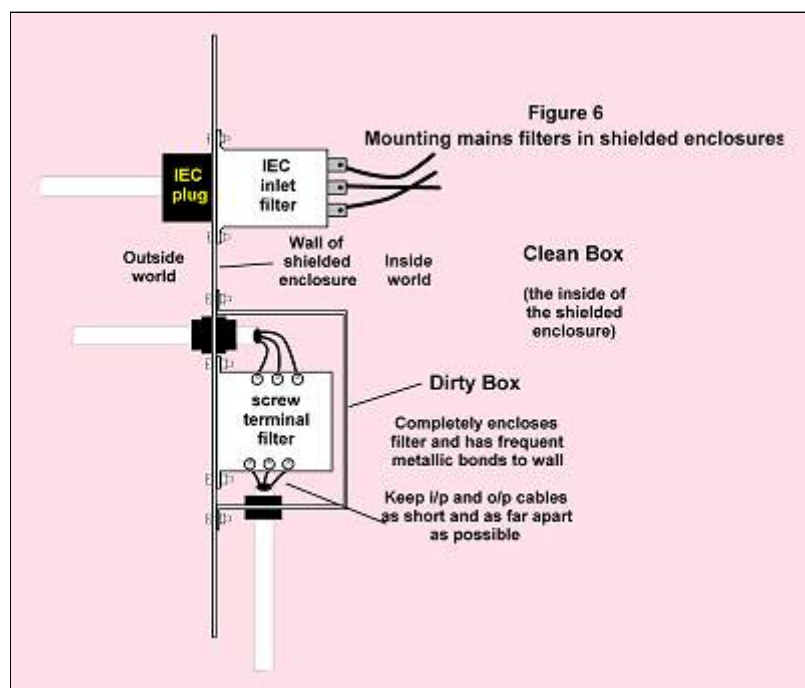 Figure 6
Mounting mains filters in shielded enclosures
IEC
plug
IEC
inlet
filter
Outside
world
Wall of
shielded
enclosure
Inside
world
Clean Box
(the inside of
the shielded
enclosure)
screw
terminal
filter
Dirty Box
Completely encloses
filter and has frequent
metallic bonds to wall
Keep i/p and o/p cables
as short and as far apart
as possible